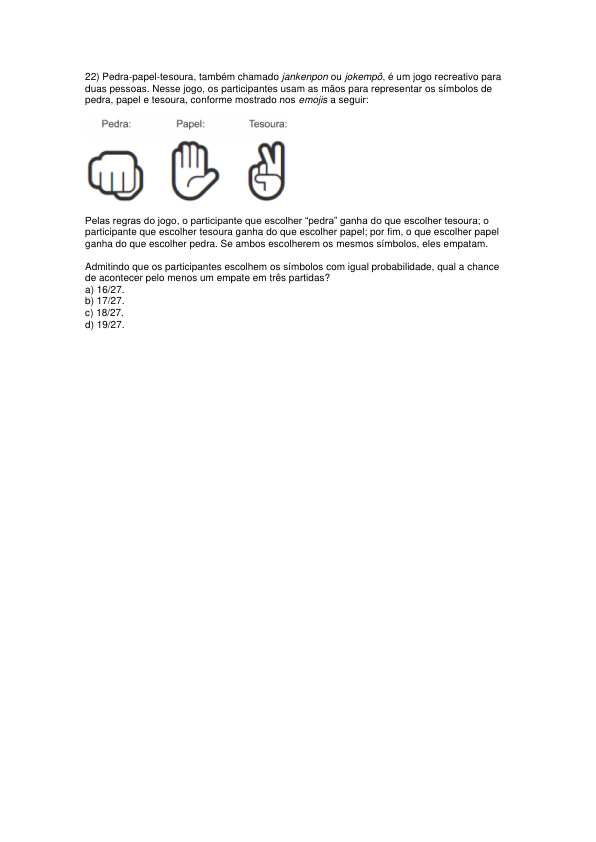 22) Pedra-papel-tesoura, também chamado jankenpon ou jokempô, é um jogo recreativo para
duas pessoas. Nesse jogo, os participantes usam as mãos para representar os símbolos de
pedra, papel e tesoura, conforme mostrado nos emojis a seguir:
Pedra: Papel: Tesoura:
Pelas regras do jogo, o participante que escolher “pedra” ganha do que escolher tesoura; o
participante que escolher tesoura ganha do que escolher papel; por fim, o que escolher papel
ganha do que escolher pedra. Se ambos escolherem os mesmos símbolos, eles empatam.
Admitindo que os participantes escolhem os símbolos com igual probabilidade, qual a chance
de acontecer pelo menos um empate em três partidas?
a) 16/27.
b) 17/27.
c) 18/27.
d) 19/27.